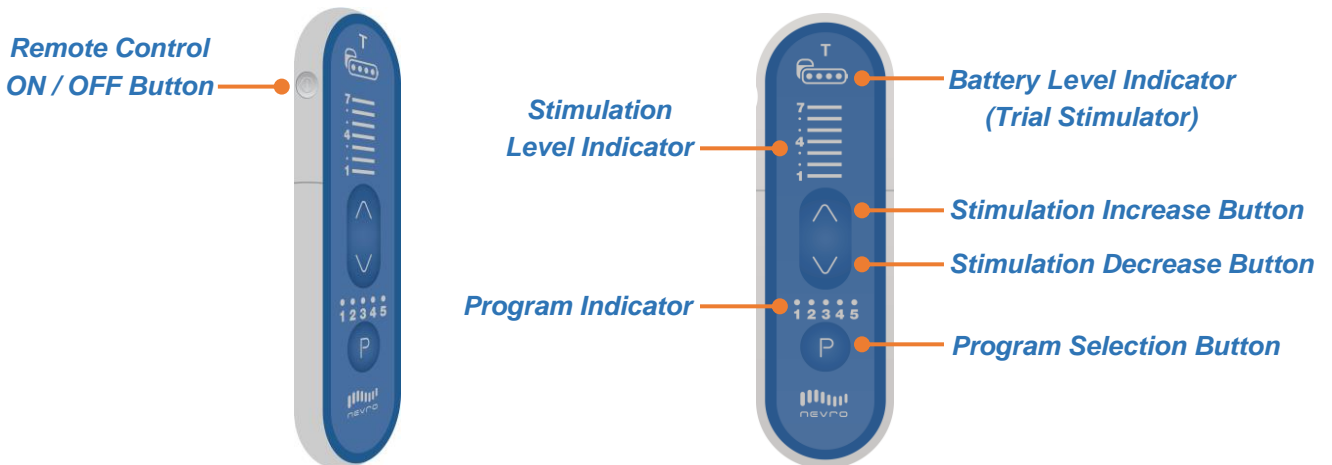 Remote Control
ON / OFF Button
T
7
4
1
1 2 3 4 5
P
nevro
Stimulation
Level Indicator
Program Indicator
T
7
4
1
1 2 3 4 5
P
nevro
Battery Level Indicator
(Trial Stimulator)
Stimulation Increase Button
Stimulation Decrease Button
Program Selection Button